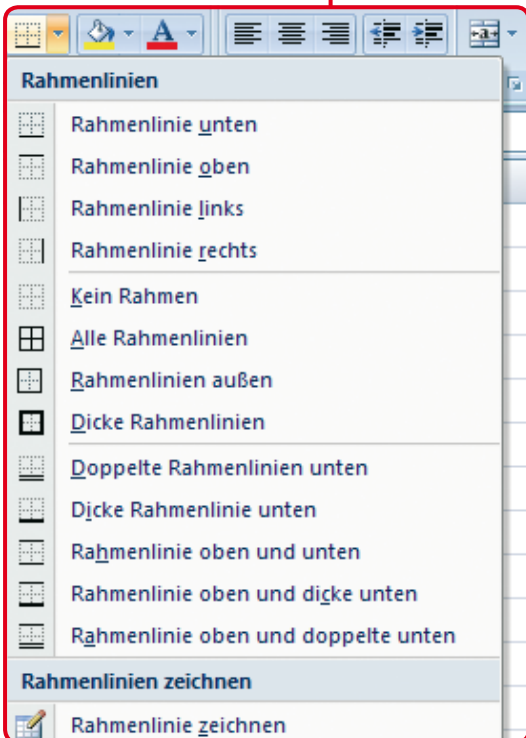 A
a
Rahmenlinien
Rahmenlinie unten
Rahmenlinie oben
Rahmenlinie links
Rahmenlinie rechts
Kein Rahmen
Alle Rahmenlinien
Rahmenlinien außen
Dicke Rahmenlinien
Doppelte Rahmenlinien unten
Dicke Rahmenlinie unten
Rahmenlinie oben und unten
Rahmenlinie oben und dicke unten
Rahmenlinie oben und doppelte unten
Rahmenlinien zeichnen
Rahmenlinie zeichnen